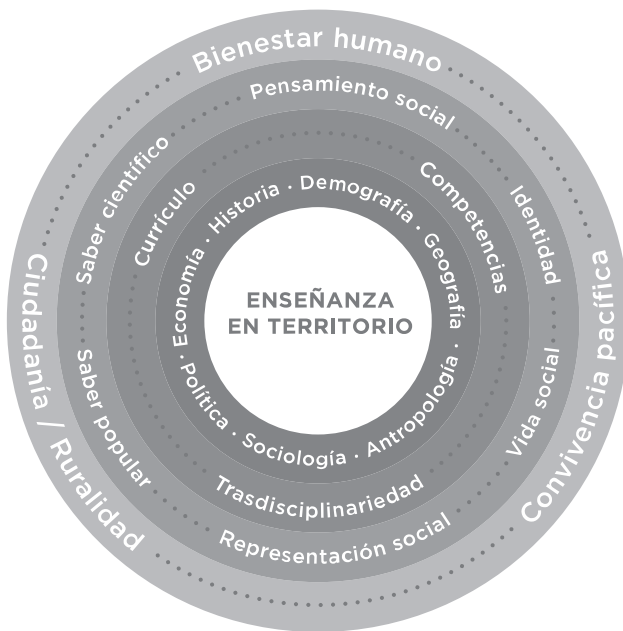 Bienestar humano
Convivencia pacífica
Ciudadanía / Ruralidad
Pensamiento social
Identidad
Vida social
Representación social
Saber popular
Saber científico
Currículo
Competencias
Trasdisciplinariedad
Economía · Historia · Demografía · Geografía · Antropología · Sociología · Política ·
ENSEÑANZA
EN TERRITORIO